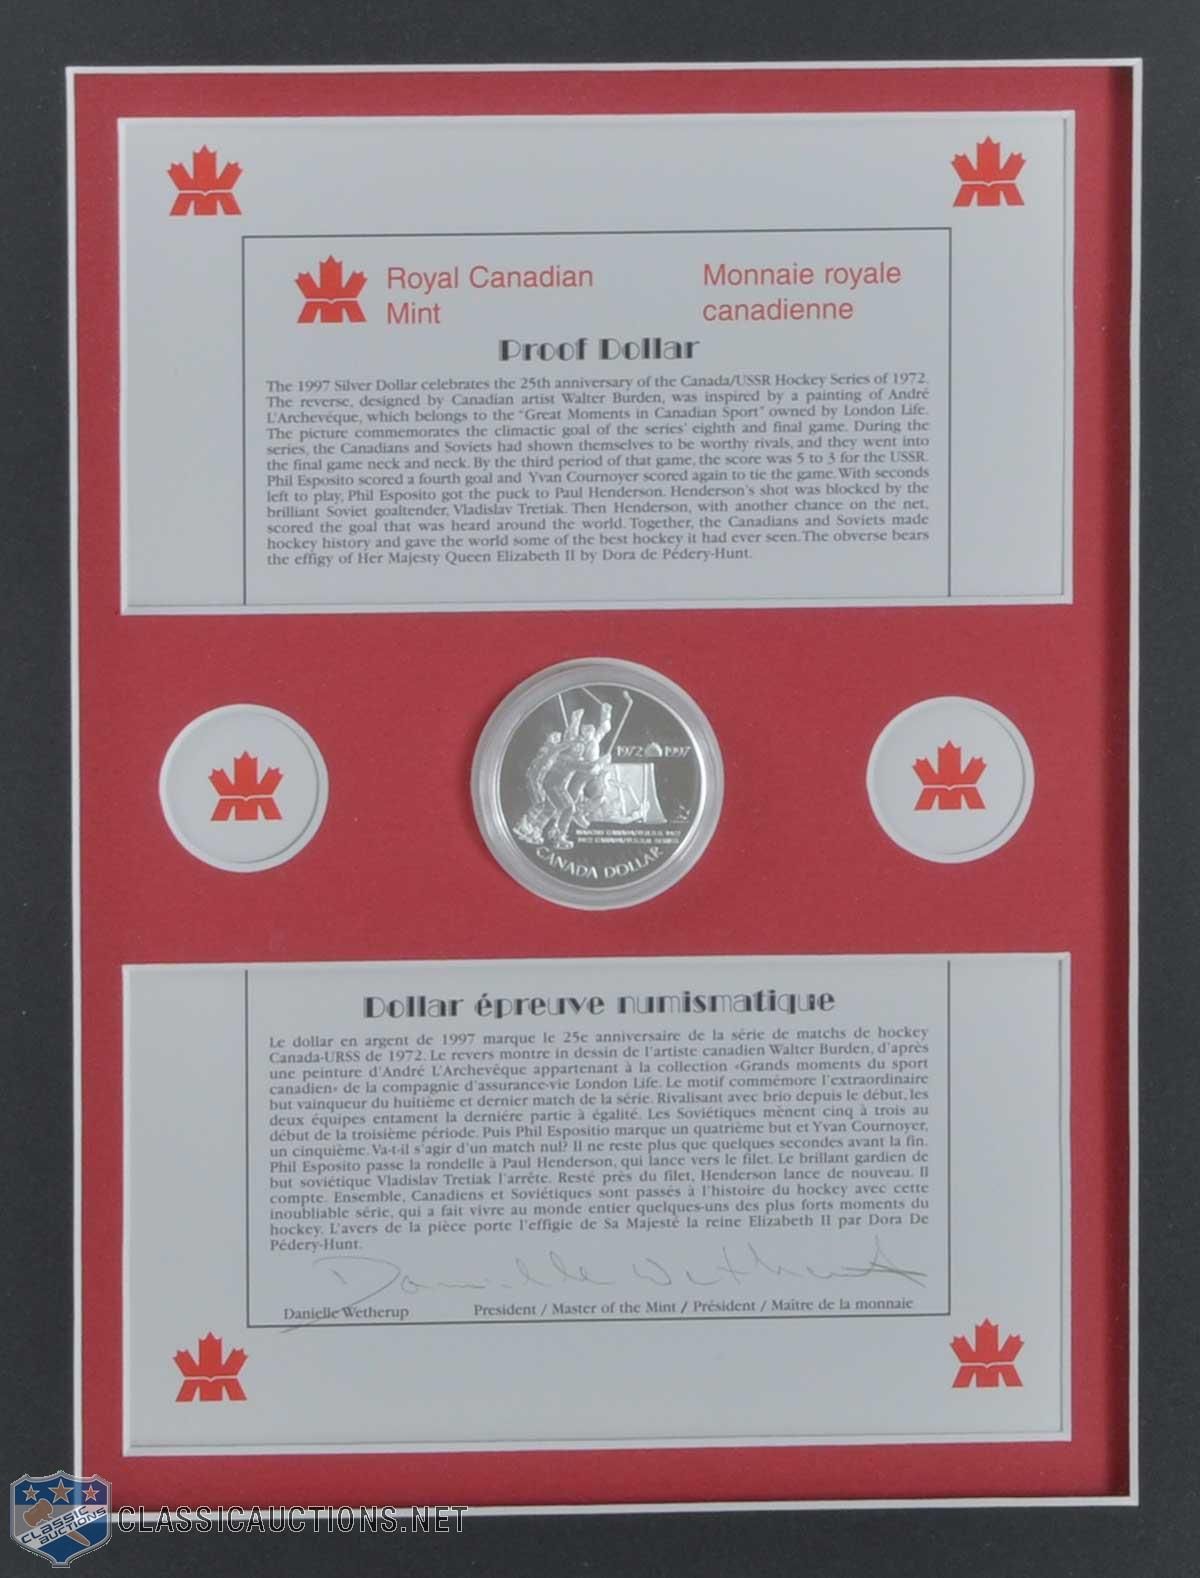 Royal Canadian
Mint
Monnaie royale
canadienne
Proof Dollar
The 1997 Silver Dollar celebrates the 25th anniversary of the Canada/USSR Hockey Series of 1972.
The reverse, designed by Canadian artist Walter Burden, was inspired by a painting of André
L'Archevéque, which belongs to the "Great Moments in Canadian Sport" owned by London Life.
The picture commemorates the climactic goal of the series' eighth and final game. During the
series, the Canadians and Soviets had shown themselves to be worthy rivals, and they went into
the final game neck and neck. By the third period of that game, the score was 5 to 3 for the USSR.
Phil Esposito scored a fourth goal and Yvan Cournoyer scored again to tie the game. With seconds
left to play, Phil Esposito got the puck to Paul Henderson. Henderson's shot was blocked by the
brilliant Soviet goaltender, Vladislav Tretiak. Then Henderson, with another chance on the net,
scored the goal that was heard around the world. Together, the Canadians and Soviets made
hockey history and gave the world some of the best hockey it had ever seen. The obverse bears
the effigy of Her Majesty Queen Elizabeth II by Dora de Pédery-Hunt.
1972 1997
1972 CANADA/U.S.S.R. SERIES
CANADA DOLLAR
Dollar épreuve numismatique
Le dollar en argent de 1997 marque le 25e anniversaire de la série de matchs de hockey
Canada-URSS de 1972. Le revers montre in dessin de l'artiste canadien Walter Burden, d'après
une peinture d'André L'Archevêque appartenant à la collection «Grands moments du sport
canadien» de la compagnie d'assurance-vie London Life. Le motif commémore l'extraordinaire
but vainqueur du huitième et dernier match de la série. Rivalisant avec brio depuis le début, les
deux équipes entament la derniére partie à égalité. Les Soviétiques mènent cinq à trois au
début de la troisième période. Puis Phil Espositio marque un quatrième but et Yvan Cournoyer,
un cinquième. Va-t-il s'agir d'un match nul? Il ne reste plus que quelques secondes avant la fin.
Phil Esposito passe la rondelle à Paul Henderson, qui lance vers le filet. Le brillant gardien de
but soviétique Vladislav Tretiak l'arrête. Resté près du filet, Henderson lance de nouveau. Il
compte. Ensemble, Canadiens et Soviétiques sont passés à l'histoire du hockey avec cette
inoubliable série, qui a fait vivre au monde entier quelques-uns des plus forts moments du
hockey. L'avers de la pièce porte l'effigie de Sa Majesté la reine Elizabeth II par Dora De
Pédery-Hunt.
Danielle Wetherup
Danielle Wetherup President / Master of the Mint / Président / Maître de la monnaie
CLASSIC
AUCTIONS
CLASSICAUCTIONS.NET